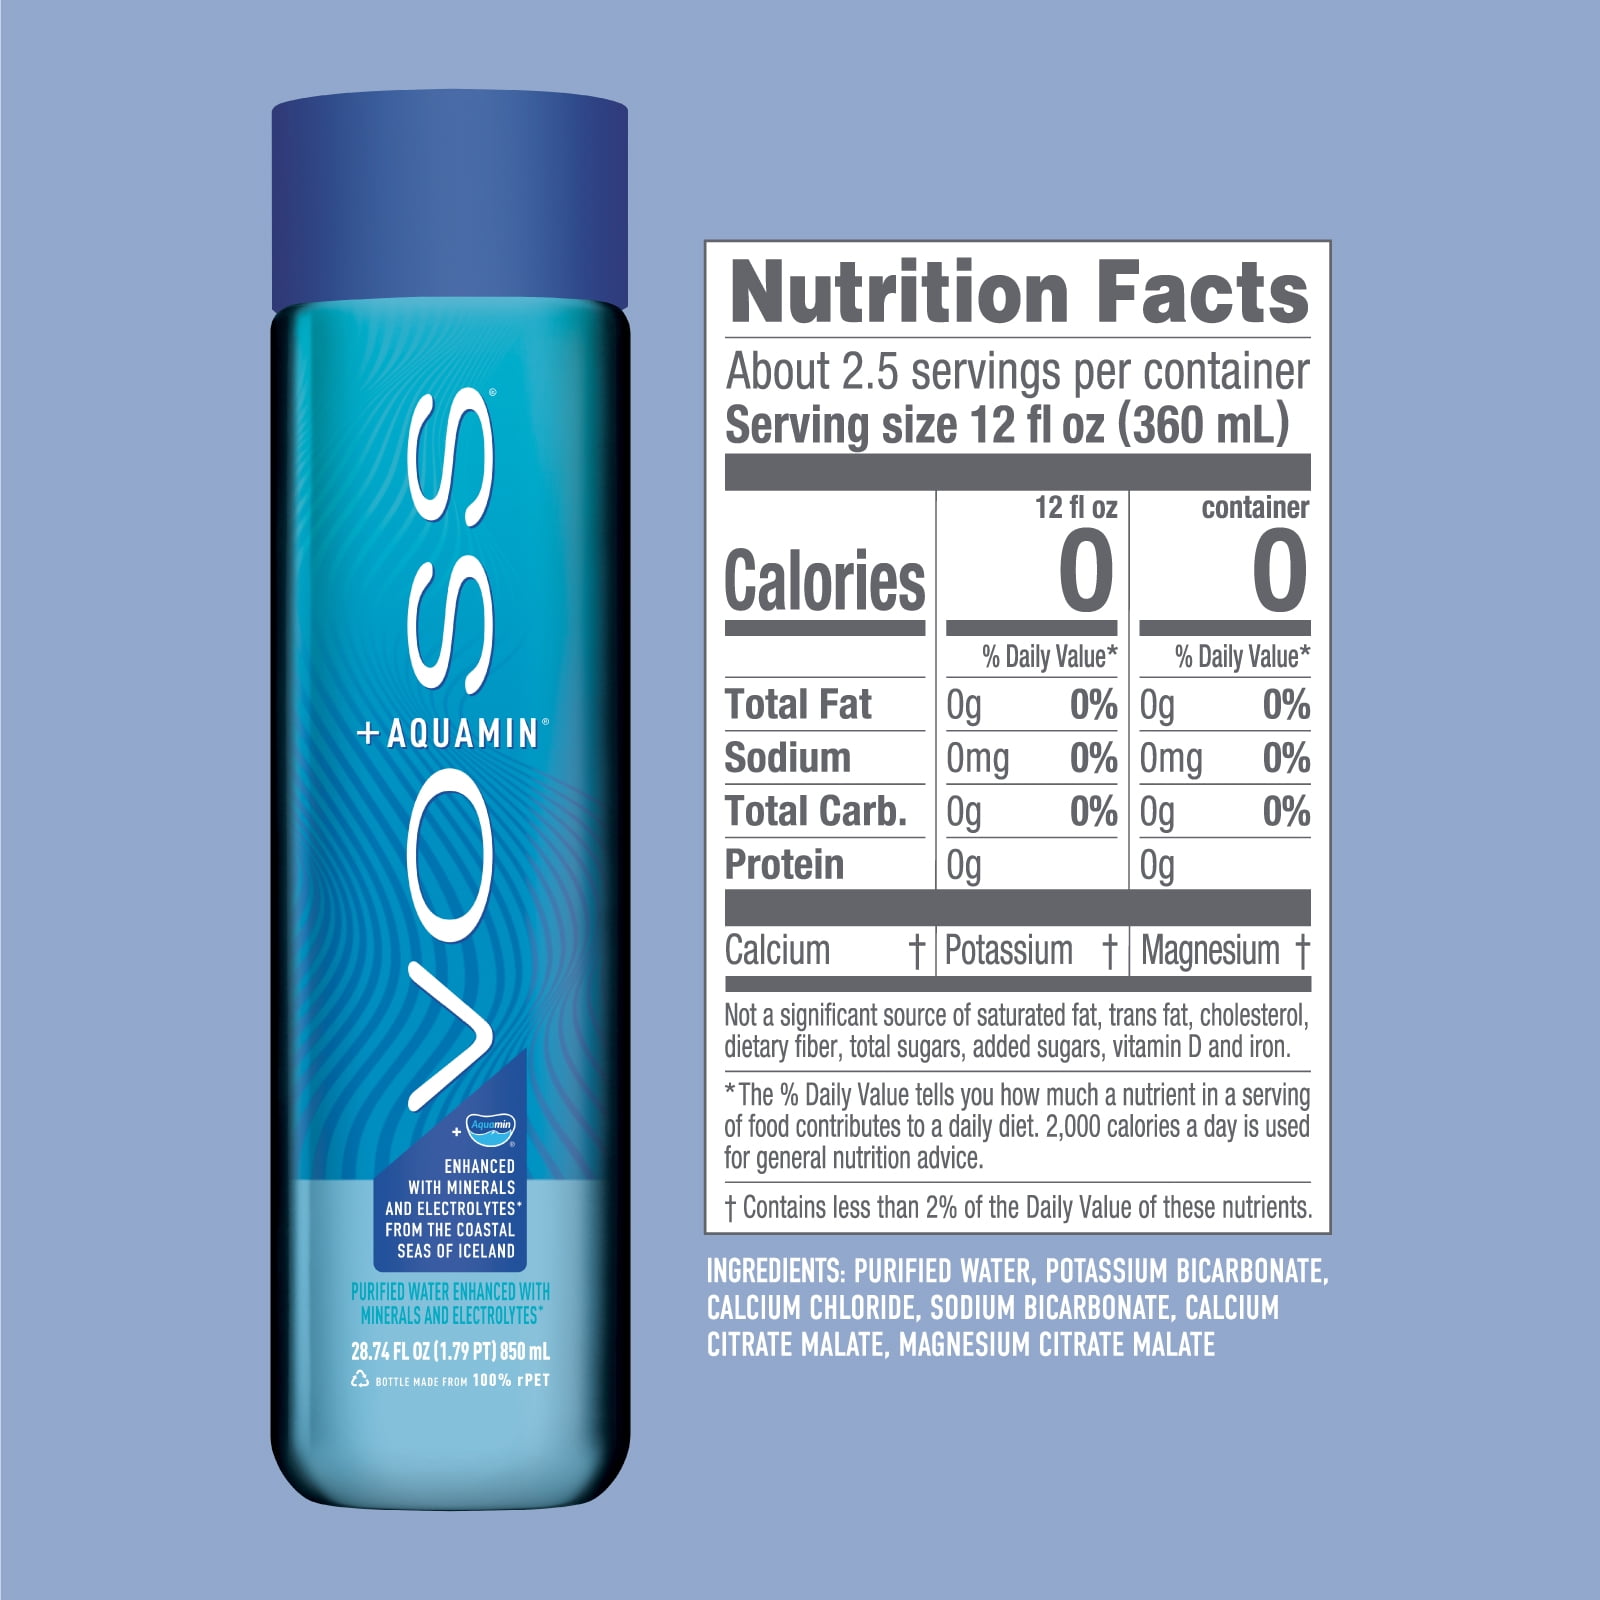 VOSS®
+ AQUAMIN®
+ Aquamin®
ENHANCED
WITH MINERALS
AND ELECTROLYTES*
FROM THE COASTAL
SEAS OF ICELAND
PURIFIED WATER ENHANCED WITH
MINERALS AND ELECTROLYTES*
28.74 FL OZ (1.79 PT) 850 mL
BOTTLE MADE FROM 100% rPET
Nutrition Facts
About 2.5 servings per container
Serving size 12 fl oz (360 mL)
12 fl oz container
Calories 0 0
% Daily Value* % Daily Value*
Total Fat 0g 0% 0g 0%
Sodium 0mg 0% 0mg 0%
Total Carb. 0g 0% 0g 0%
Protein 0g 0g
Calcium † Potassium † Magnesium †
Not a significant source of saturated fat, trans fat, cholesterol,
dietary fiber, total sugars, added sugars, vitamin D and iron.
*The % Daily Value tells you how much a nutrient in a serving
of food contributes to a daily diet. 2,000 calories a day is used
for general nutrition advice.
† Contains less than 2% of the Daily Value of these nutrients.
INGREDIENTS: PURIFIED WATER, POTASSIUM BICARBONATE,
CALCIUM CHLORIDE, SODIUM BICARBONATE, CALCIUM
CITRATE MALATE, MAGNESIUM CITRATE MALATE